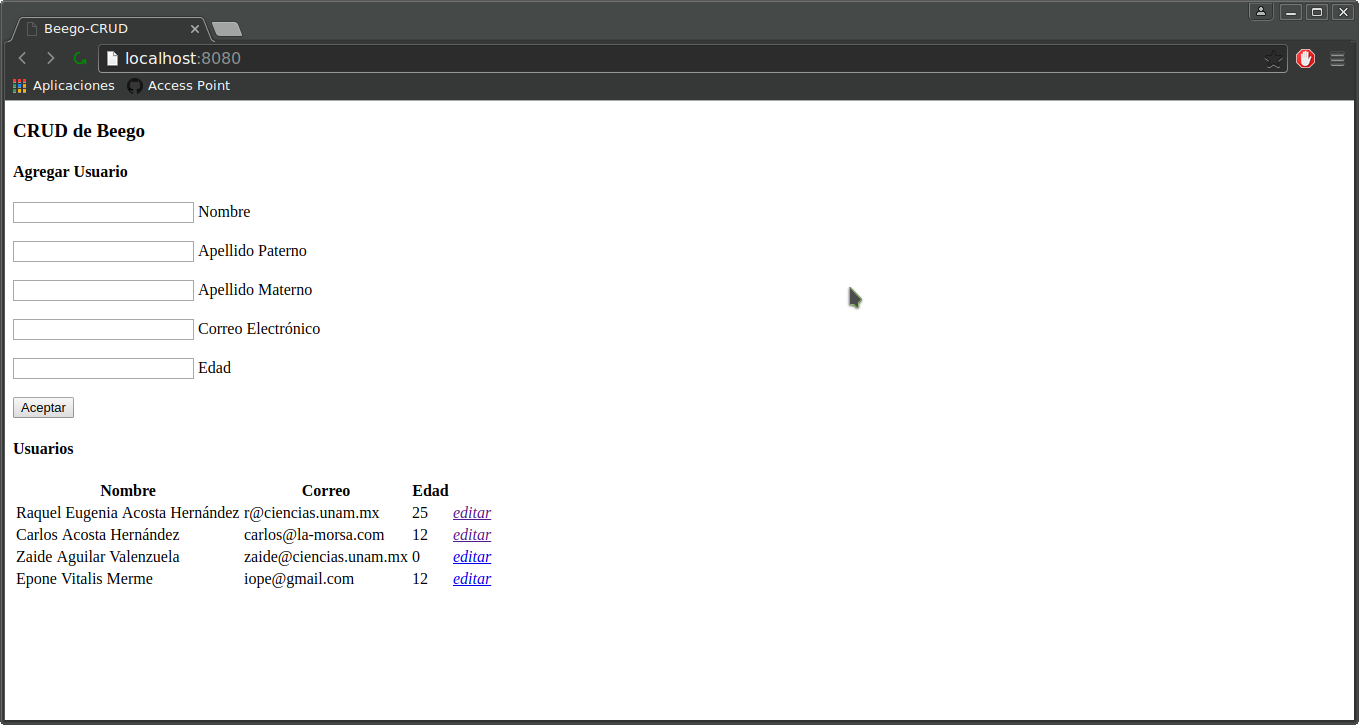 Beego-CRUD
localhost:8080
Aplicaciones Access Point
CRUD de Beego
Agregar Usuario
Nombre
Apellido Paterno
Apellido Materno
Correo Electrónico
Edad
Aceptar
Usuarios
Nombre Correo Edad
Raquel Eugenia Acosta Hernández r@ciencias.unam.mx 25 editar
Carlos Acosta Hernández carlos@la-morsa.com 12 editar
Zaide Aguilar Valenzuela zaide@ciencias.unam.mx 0 editar
Epone Vitalis Merme iope@gmail.com 12 editar